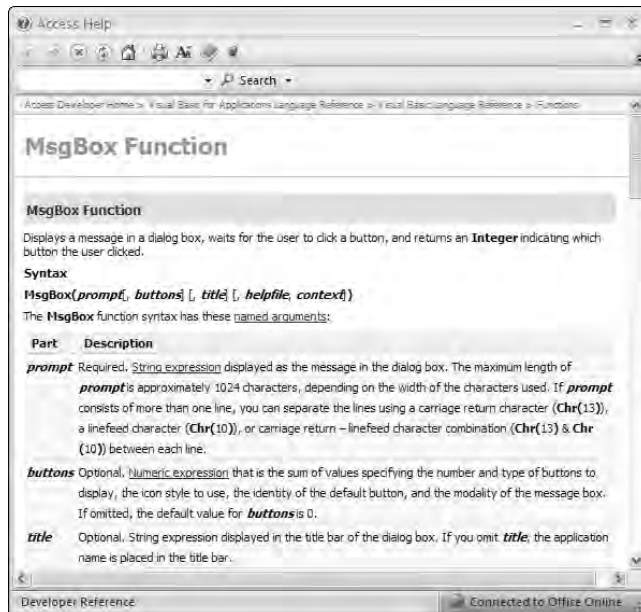 Access Help
Search
Access Developer Home > Visual Basic for Applications Language Reference > Visual Basic Language Reference > Functions
MsgBox Function
MsgBox Function
Displays a message in a dialog box, waits for the user to click a button, and returns an Integer indicating which
button the user clicked.
Syntax
MsgBox(prompt[, buttons] [, title] [, helpfile, context])
The MsgBox function syntax has these named arguments:
Part Description
prompt Required. String expression displayed as the message in the dialog box. The maximum length of
prompt is approximately 1024 characters, depending on the width of the characters used. If prompt
consists of more than one line, you can separate the lines using a carriage return character (Chr(13)),
a linefeed character (Chr(10)), or carriage return – linefeed character combination (Chr(13) & Chr
(10)) between each line.
buttons Optional. Numeric expression that is the sum of values specifying the number and type of buttons to
display, the icon style to use, the identity of the default button, and the modality of the message box.
If omitted, the default value for buttons is 0.
title Optional. String expression displayed in the title bar of the dialog box. If you omit title, the application
name is placed in the title bar.
Developer Reference
Connected to Office Online